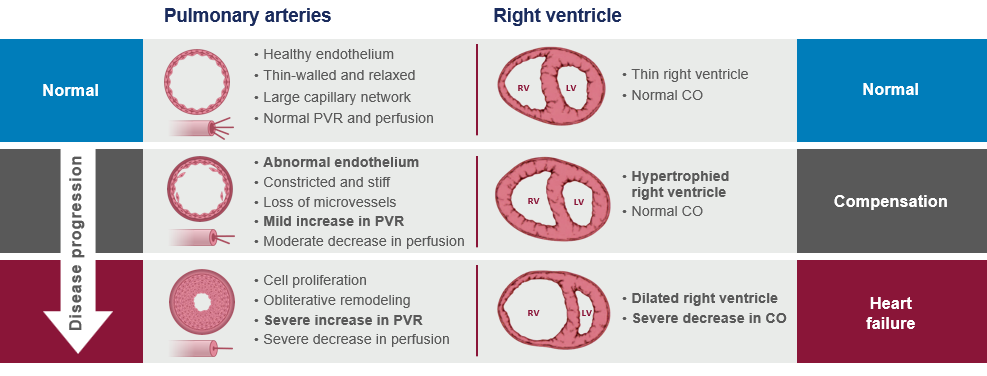 Pulmonary arteries
Right ventricle
Normal
• Healthy endothelium
• Thin-walled and relaxed
• Large capillary network
• Normal PVR and perfusion
RV
LV
• Thin right ventricle
• Normal CO
Normal
Disease progression
• Abnormal endothelium
• Constricted and stiff
• Loss of microvessels
• Mild increase in PVR
• Moderate decrease in perfusion
RV
LV
• Hypertrophied
right ventricle
• Normal CO
Compensation
• Cell proliferation
• Obliterative remodeling
• Severe increase in PVR
• Severe decrease in perfusion
RV
LV
• Dilated right ventricle
• Severe decrease in CO
Heart
failure